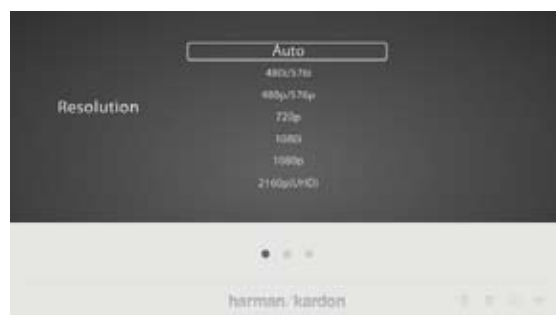 Resolution
Auto
480i/576i
480p/576p
720p
1080i
1080p
2160p(UHD)
harman/kardon